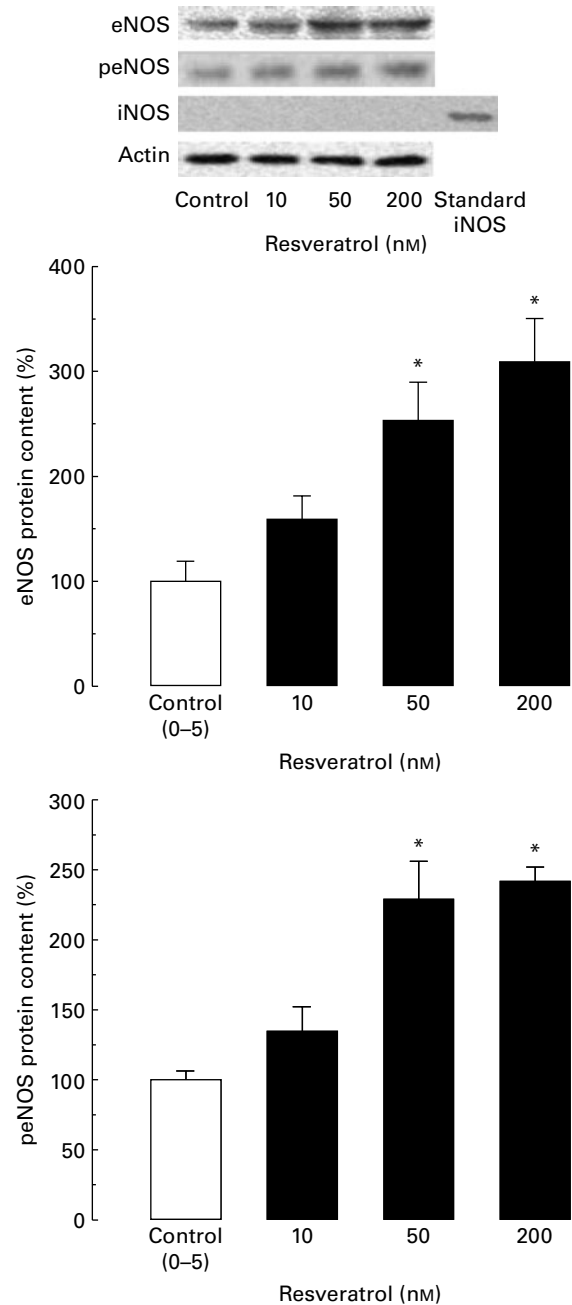 eNOS
peNOS
iNOS
Actin
Control 10 50 200 Standard iNOS
Resveratrol (nM)
eNOS protein content (%)
400
300
200
100
0
* *
Control (0–5) 10 50 200
Resveratrol (nM)
peNOS protein content (%)
300
250
200
150
100
50
0
* *
Control (0–5) 10 50 200
Resveratrol (nM)